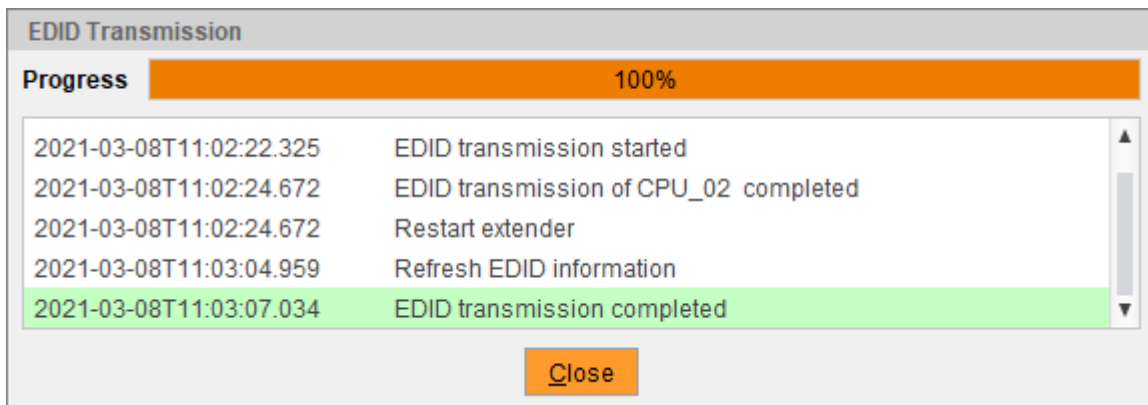 EDID Transmission
Progress 100%
2021-03-08T11:02:22.325 EDID transmission started
2021-03-08T11:02:24.672 EDID transmission of CPU_02  completed
2021-03-08T11:02:24.672 Restart extender
2021-03-08T11:03:04.959 Refresh EDID information
2021-03-08T11:03:07.034 EDID transmission completed
Close